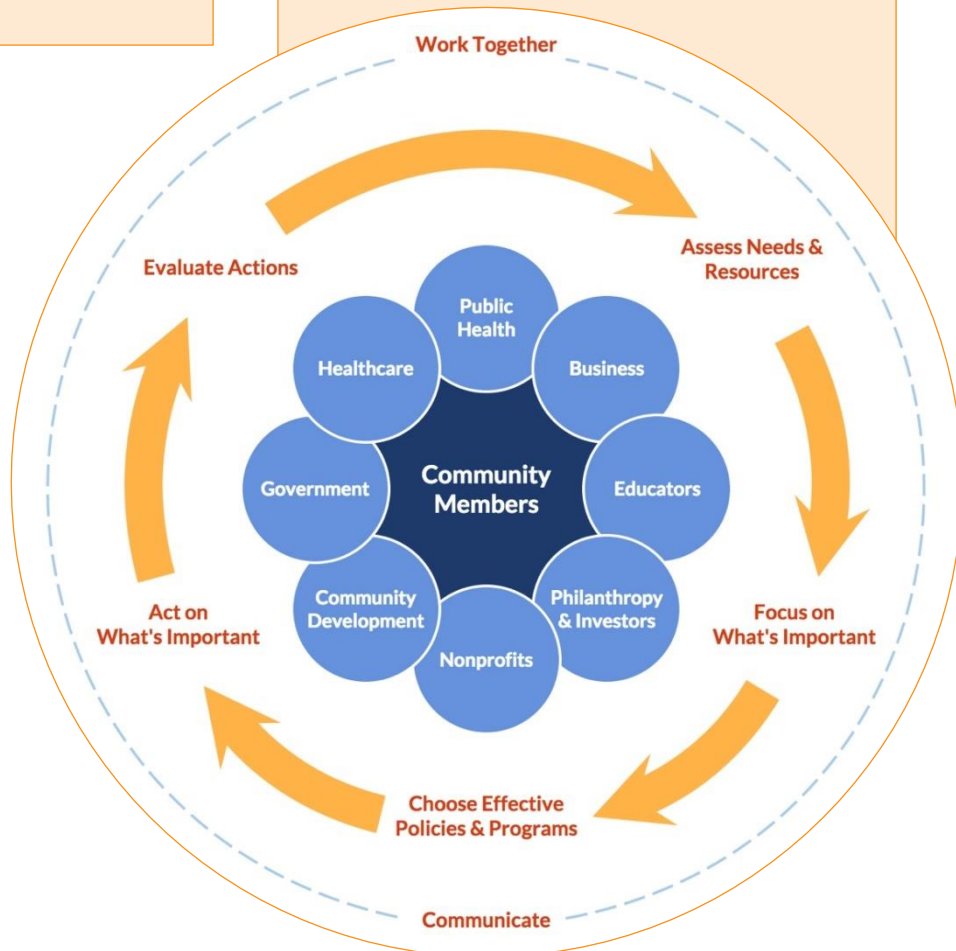 Work Together
Assess Needs &
Resources
Focus on
What's Important
Choose Effective
Policies & Programs
Act on
What's Important
Evaluate Actions
Communicate
Public
Health
Business
Educators
Philanthropy
& Investors
Nonprofits
Community
Development
Government
Healthcare
Community
Members